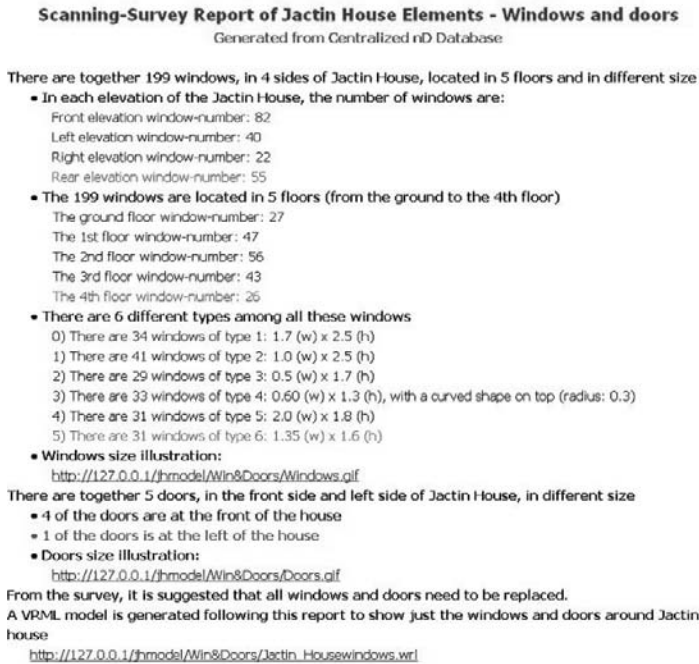 Scanning-Survey Report of Jactin House Elements - Windows and doors
Generated from Centralized nD Database
There are together 199 windows, in 4 sides of Jactin House, located in 5 floors and in different size
• In each elevation of the Jactin House, the number of windows are:
Front elevation window-number: 82
Left elevation window-number: 40
Right elevation window-number: 22
Rear elevation window-number: 55
• The 199 windows are located in 5 floors (from the ground to the 4th floor)
The ground floor window-number: 27
The 1st floor window-number: 47
The 2nd floor window-number: 56
The 3rd floor window-number: 43
The 4th floor window-number: 26
• There are 6 different types among all these windows
0) There are 34 windows of type 1: 1.7 (w) x 2.5 (h)
1) There are 41 windows of type 2: 1.0 (w) x 2.5 (h)
2) There are 29 windows of type 3: 0.5 (w) x 1.7 (h)
3) There are 33 windows of type 4: 0.60 (w) x 1.3 (h), with a curved shape on top (radius: 0.3)
4) There are 31 windows of type 5: 2.0 (w) x 1.8 (h)
5) There are 31 windows of type 6: 1.35 (w) x 1.6 (h)
• Windows size illustration:
http://127.0.0.1/jhmodel/Win&Doors/Windows.gif
There are together 5 doors, in the front side and left side of Jactin House, in different size
• 4 of the doors are at the front of the house
• 1 of the doors is at the left of the house
• Doors size illustration:
http://127.0.0.1/jhmodel/Win&Doors/Doors.gif
From the survey, it is suggested that all windows and doors need to be replaced.
A VRML model is generated following this report to show just the windows and doors around Jactin
house
http://127.0.0.1/jhmodel/Win&Doors/Jactin_Housewindows.wrl